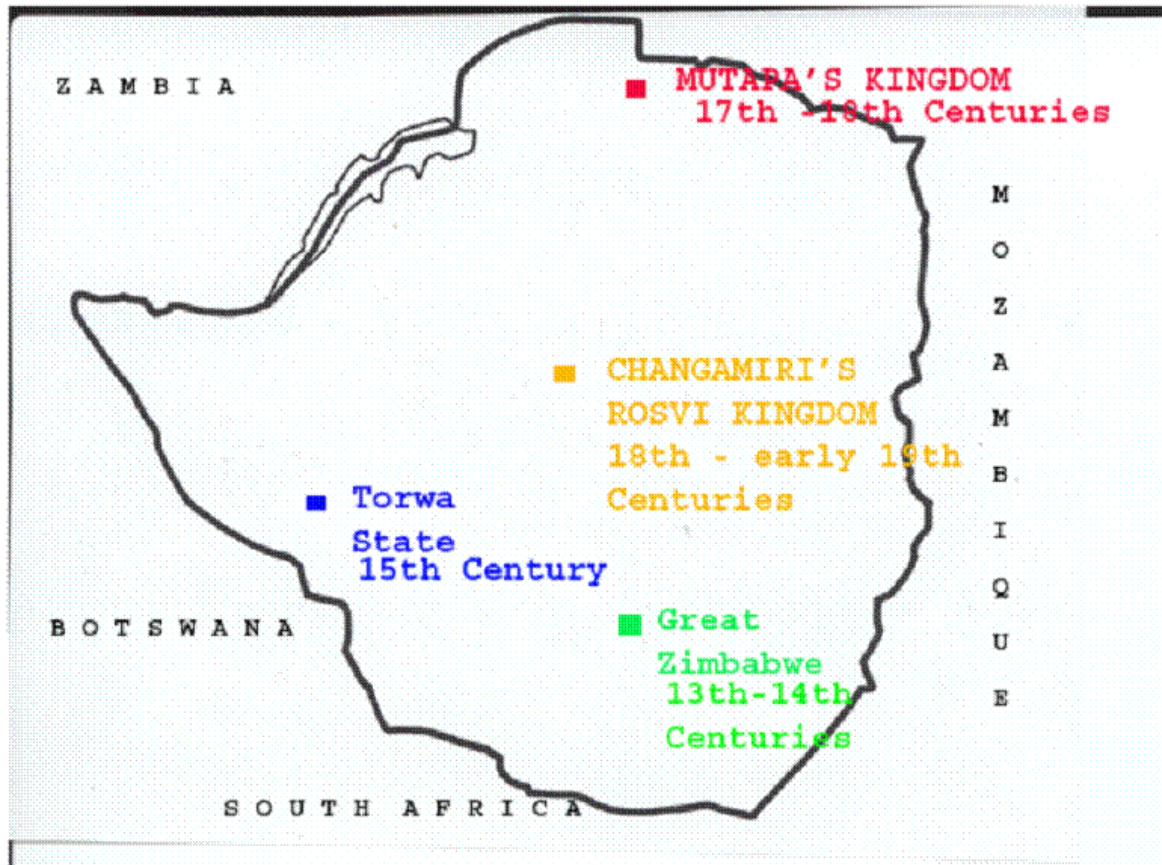 ZAMBIA
MUTAPA'S KINGDOM
17th -18th Centuries
MOZAMBIQUE
CHANGAMIRI'S
ROSVI KINGDOM
18th - early 19th
Centuries
Torwa
State
15th Century
BOTSWANA
Great
Zimbabwe
13th-14th
Centuries
SOUTH AFRICA